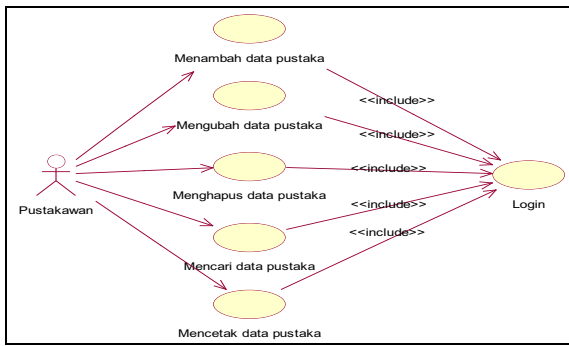 Menambah data pustaka
<<include>>
Mengubah data pustaka
<<include>>
<<include>>
Menghapus data pustaka
Pustakawan
Login
<<include>>
<<include>>
Mencari data pustaka
Mencetak data pustaka